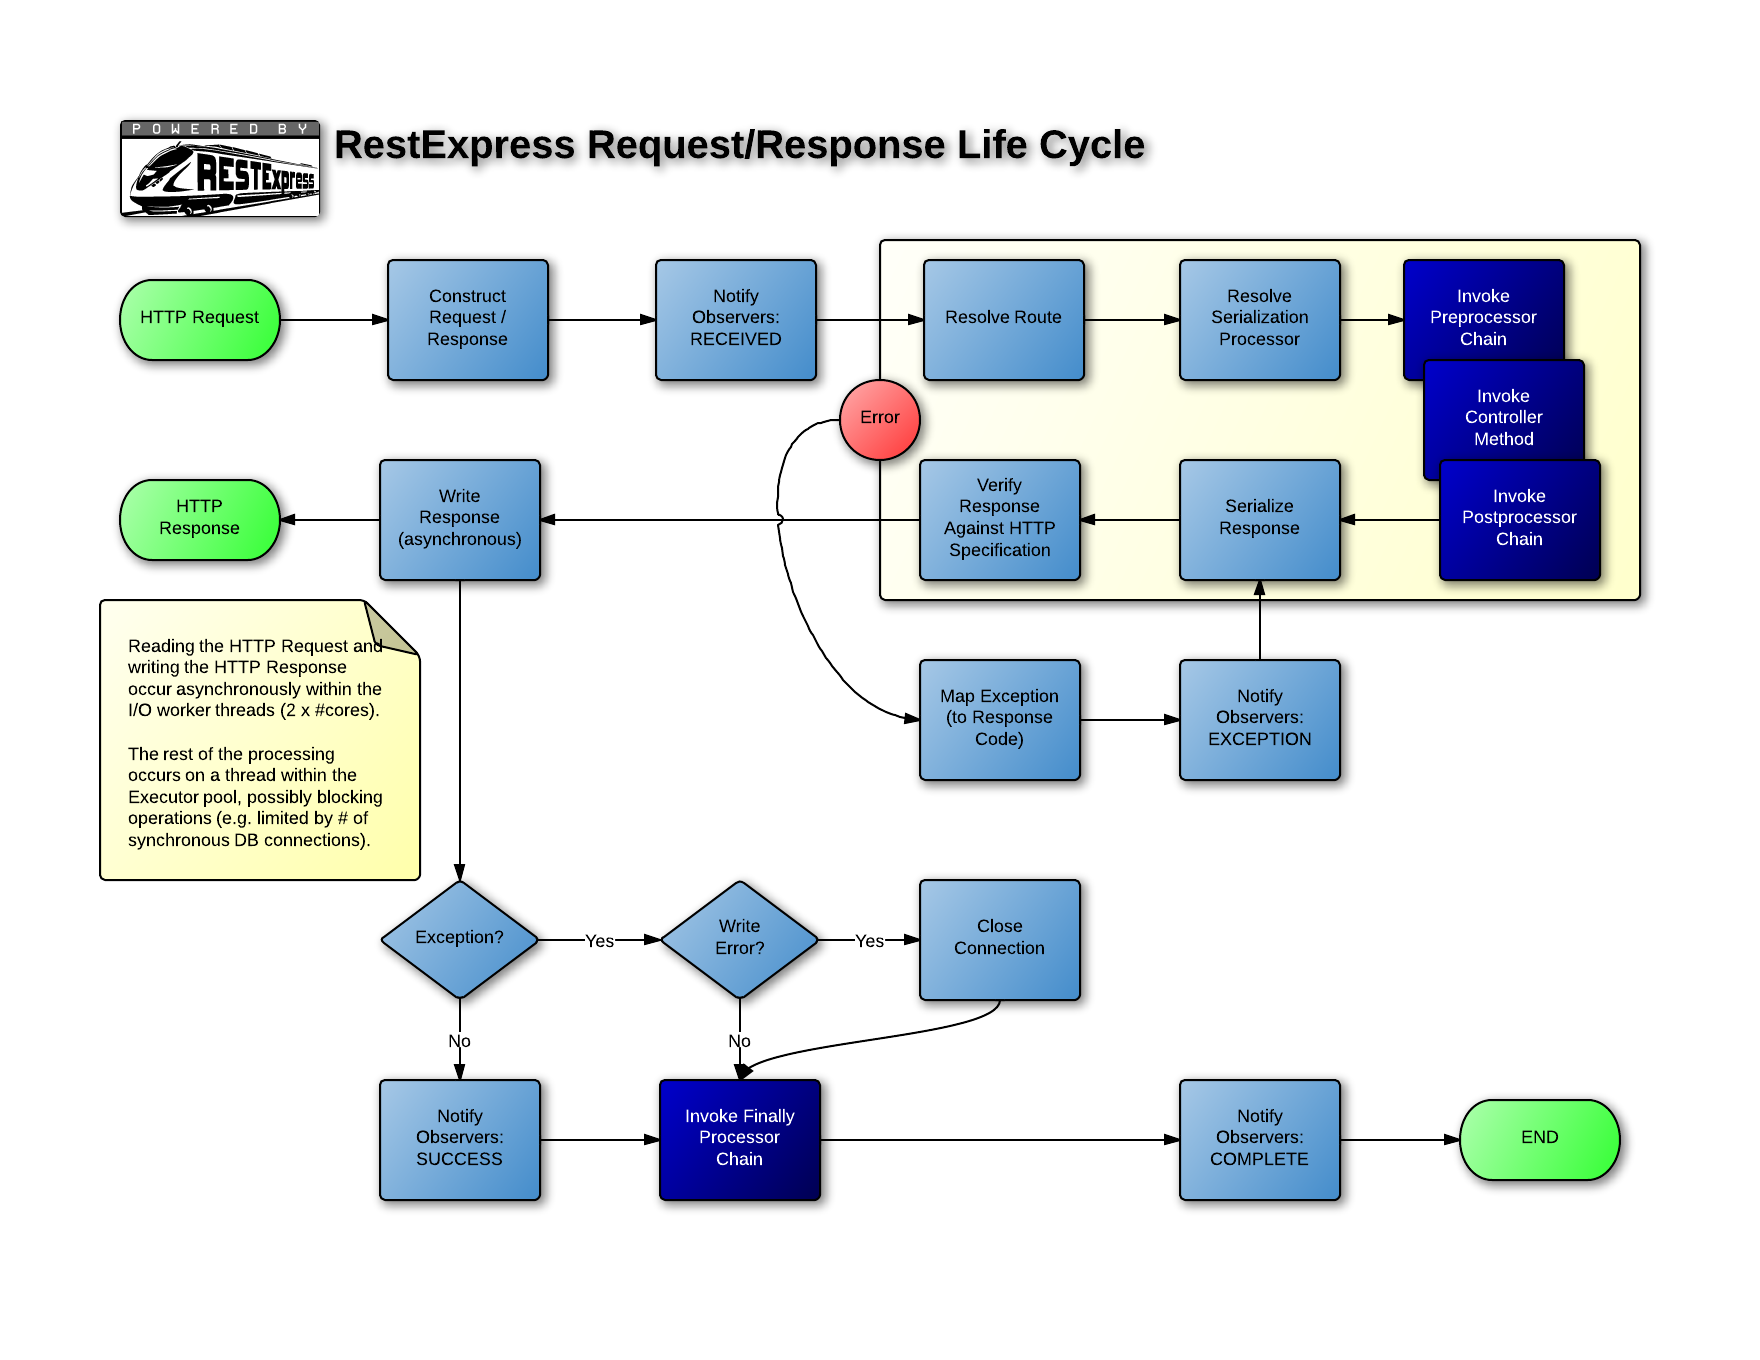 POWERED BY
RESTExpress
RestExpress Request/Response Life Cycle
HTTP Request
Construct
Request /
Response
Notify
Observers:
RECEIVED
Resolve Route
Resolve
Serialization
Processor
Invoke
Preprocessor
Chain
Invoke
Controller
Method
Error
HTTP
Response
Write
Response
(asynchronous)
Verify
Response
Against HTTP
Specification
Serialize
Response
Invoke
Postprocessor
Chain
Reading the HTTP Request and
writing the HTTP Response
occur asynchronously within the
I/O worker threads (2 x #cores).
The rest of the processing
occurs on a thread within the
Executor pool, possibly blocking
operations (e.g. limited by # of
synchronous DB connections).
Map Exception
(to Response
Code)
Notify
Observers:
EXCEPTION
Exception?
Yes
Write
Error?
Yes
Close
Connection
No
No
Notify
Observers:
SUCCESS
Invoke Finally
Processor
Chain
Notify
Observers:
COMPLETE
END